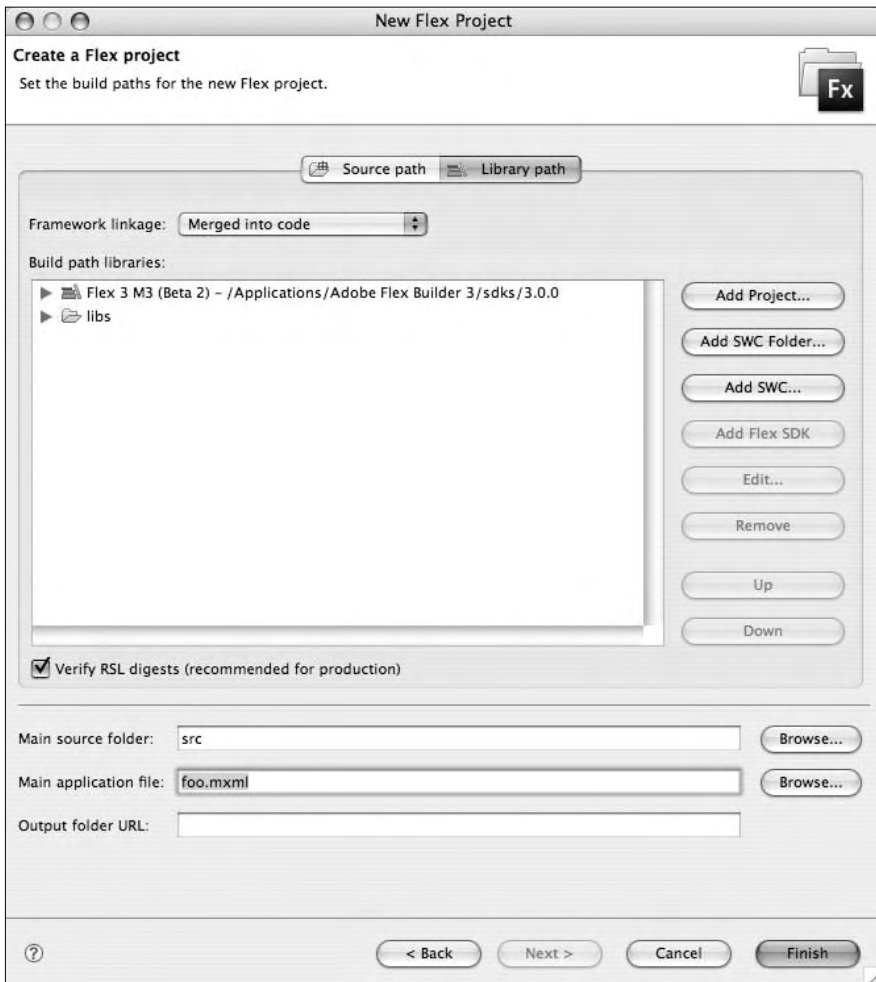 New Flex Project
Create a Flex project
Set the build paths for the new Flex project.
Fx
Source path
Library path
Framework linkage: Merged into code
Build path libraries:
Flex 3 M3 (Beta 2) – /Applications/Adobe Flex Builder 3/sdks/3.0.0
libs
Add Project...
Add SWC Folder...
Add SWC...
Add Flex SDK
Edit...
Remove
Up
Down
Verify RSL digests (recommended for production)
Main source folder: src Browse...
Main application file: foo.mxml Browse...
Output folder URL:
? < Back Next > Cancel Finish